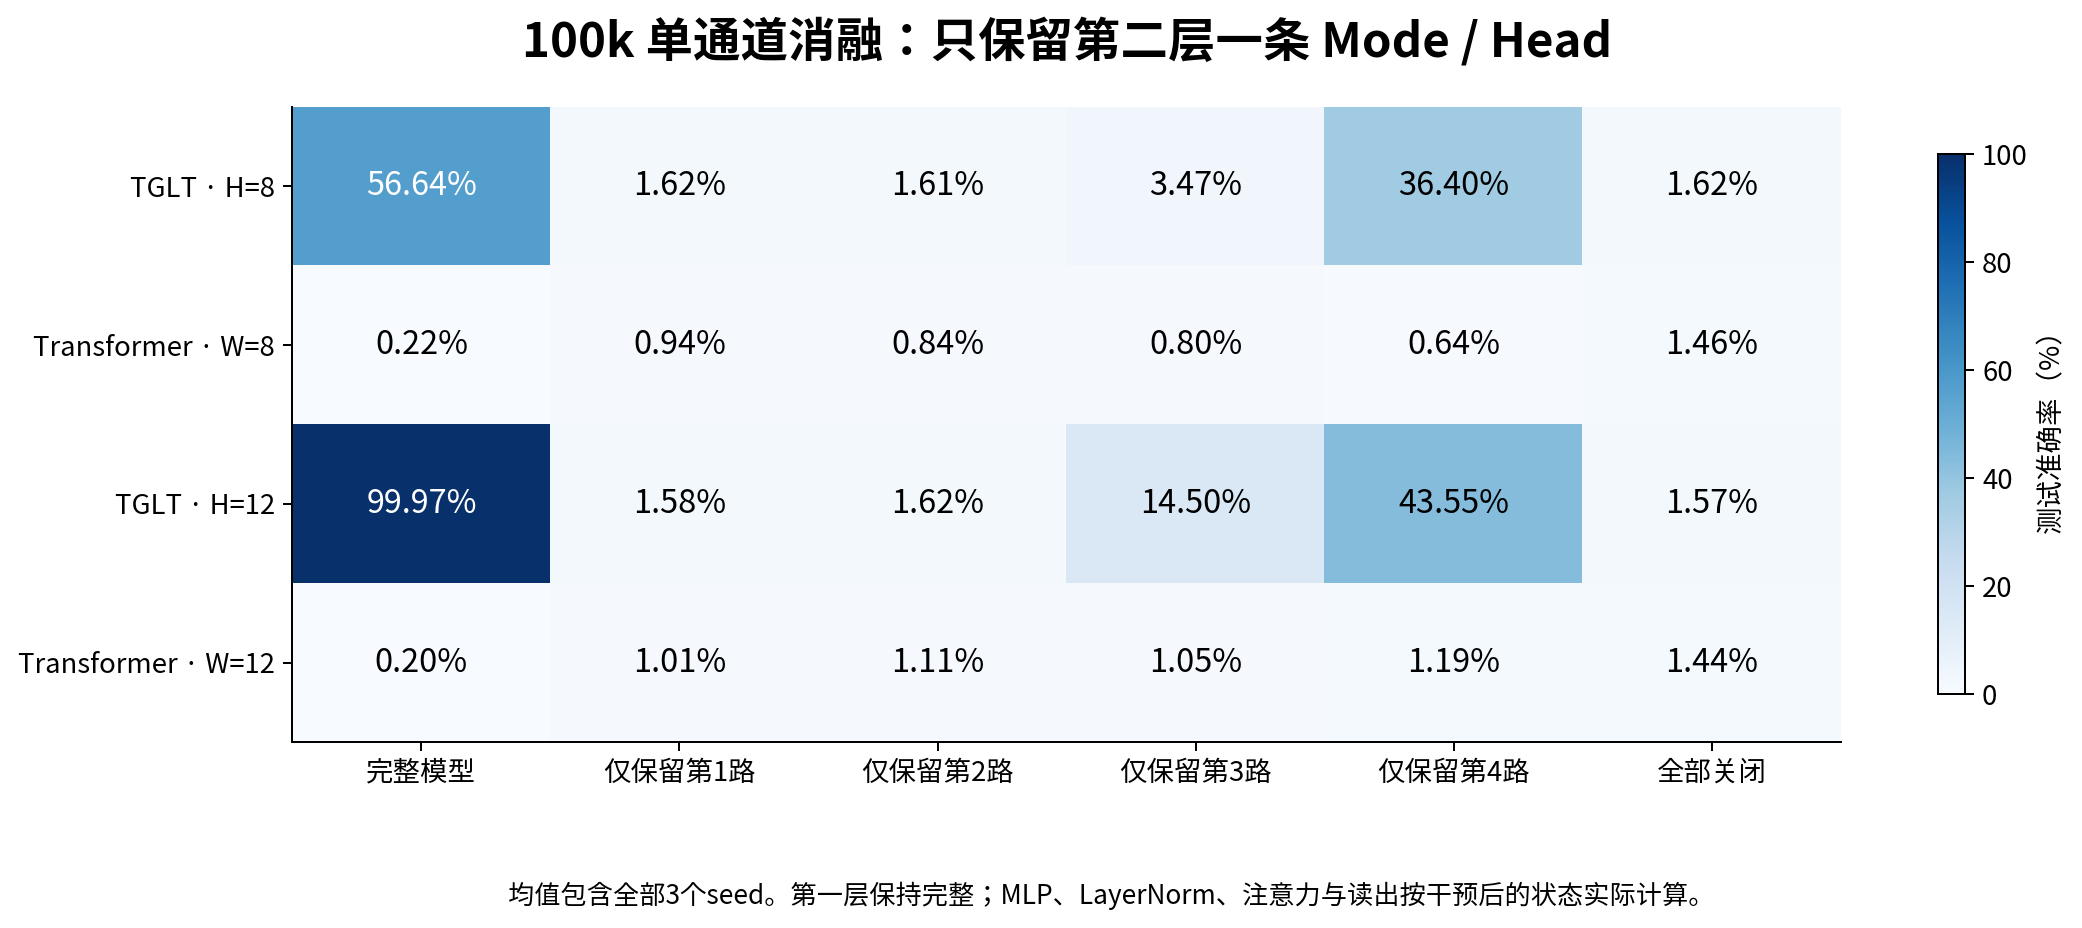 100k 单通道消融：只保留第二层一条 Mode / Head
TGLT · H=8
56.64%
1.62%
1.61%
3.47%
36.40%
1.62%
Transformer · W=8
0.22%
0.94%
0.84%
0.80%
0.64%
1.46%
TGLT · H=12
99.97%
1.58%
1.62%
14.50%
43.55%
1.57%
Transformer · W=12
0.20%
1.01%
1.11%
1.05%
1.19%
1.44%
完整模型
仅保留第1路
仅保留第2路
仅保留第3路
仅保留第4路
全部关闭
100
80
60
40
20
0
测试准确率（%）
均值包含全部3个seed。第一层保持完整；MLP、LayerNorm、注意力与读出按干预后的状态实际计算。